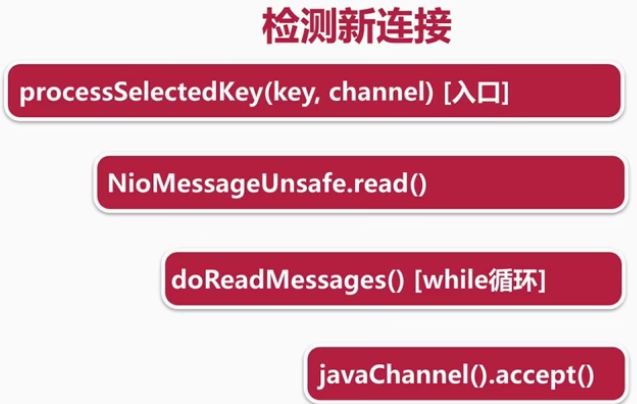 检测新连接
processSelectedKey(key, channel) [入口]
NioMessageUnsafe.read()
doReadMessages() [while循环]
javaChannel().accept()